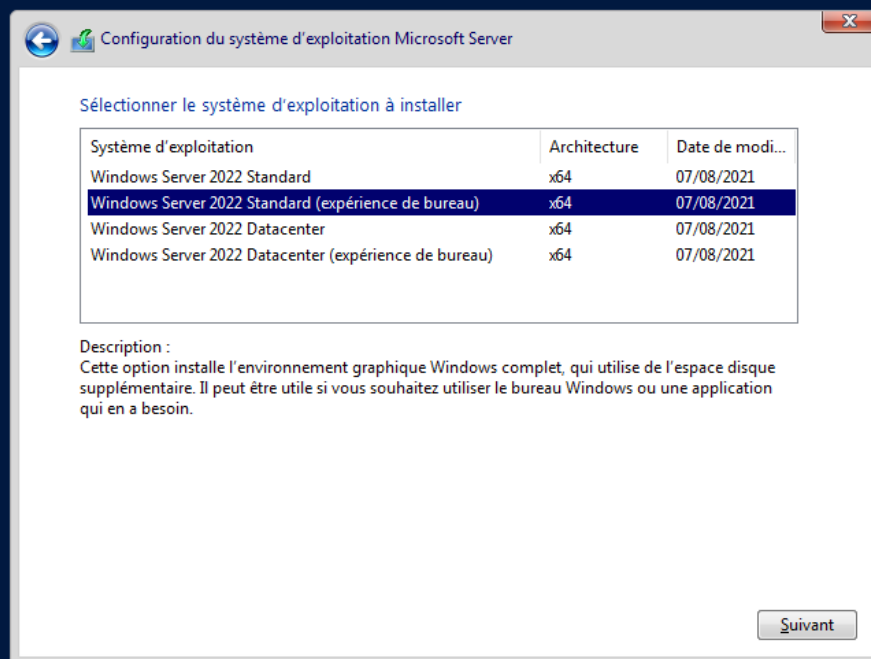 Configuration du système d'exploitation Microsoft Server
Sélectionner le système d'exploitation à installer
Système d'exploitation Architecture Date de modi...
Windows Server 2022 Standard x64 07/08/2021
Windows Server 2022 Standard (expérience de bureau) x64 07/08/2021
Windows Server 2022 Datacenter x64 07/08/2021
Windows Server 2022 Datacenter (expérience de bureau) x64 07/08/2021
Description :
Cette option installe l'environnement graphique Windows complet, qui utilise de l'espace disque
supplémentaire. Il peut être utile si vous souhaitez utiliser le bureau Windows ou une application
qui en a besoin.
Suivant